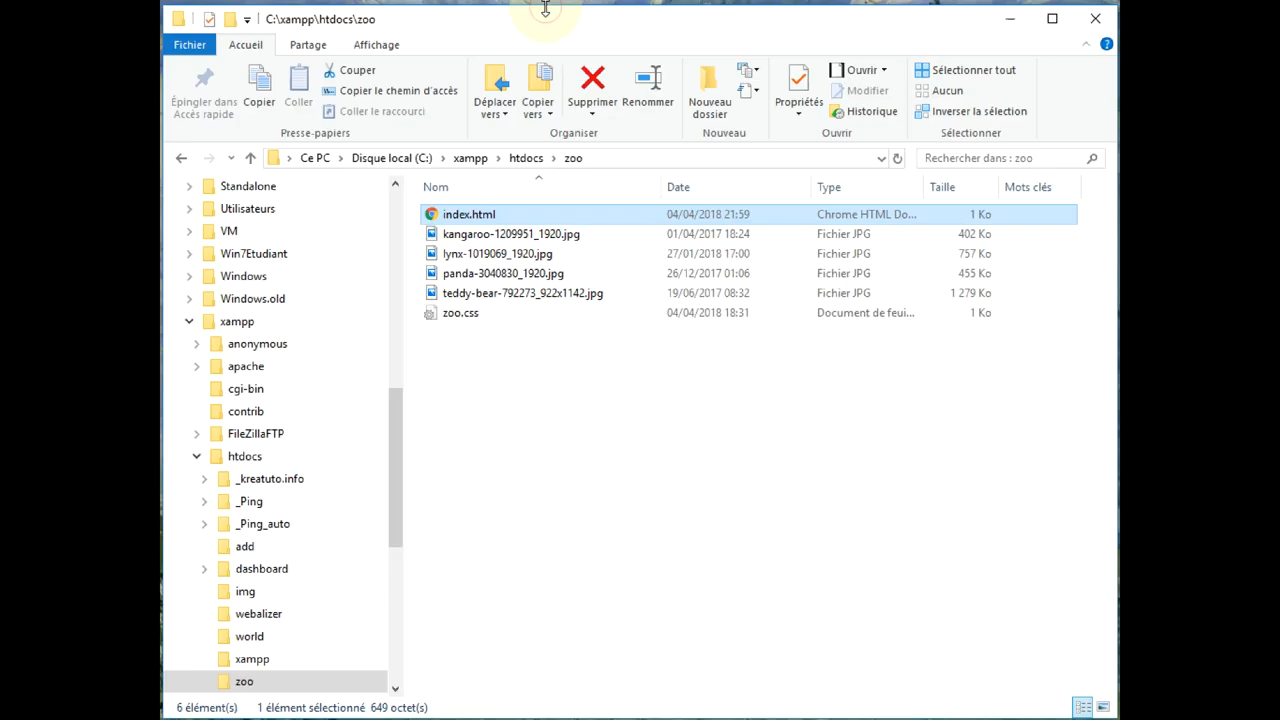 C:\xampp\htdocs\zoo
Fichier Accueil Partage Affichage
Épingler dans Accès rapide
Copier
Coller
Couper
Copier le chemin d'accès
Coller le raccourci
Presse-papiers
Déplacer vers
Copier vers
Supprimer
Renommer
Organiser
Nouveau dossier
Nouveau
Propriétés
Ouvrir
Modifier
Historique
Ouvrir
Sélectionner tout
Aucun
Inverser la sélection
Sélectionner
Ce PC > Disque local (C:) > xampp > htdocs > zoo
Rechercher dans : zoo
Standalone
Utilisateurs
VM
Win7Etudiant
Windows
Windows.old
xampp
anonymous
apache
cgi-bin
contrib
FileZillaFTP
htdocs
_kreatuto.info
_Ping
_Ping_auto
add
dashboard
img
webalizer
world
xampp
zoo
Nom Date Type Taille Mots clés
index.html 04/04/2018 21:59 Chrome HTML Do... 1 Ko
kangaroo-1209951_1920.jpg 01/04/2017 18:24 Fichier JPG 402 Ko
lynx-1019069_1920.jpg 27/01/2018 17:00 Fichier JPG 757 Ko
panda-3040830_1920.jpg 26/12/2017 01:06 Fichier JPG 455 Ko
teddy-bear-792273_922x1142.jpg 19/06/2017 08:32 Fichier JPG 1 279 Ko
zoo.css 04/04/2018 18:31 Document de feui... 1 Ko
6 élément(s) 1 élément sélectionné 649 octet(s)